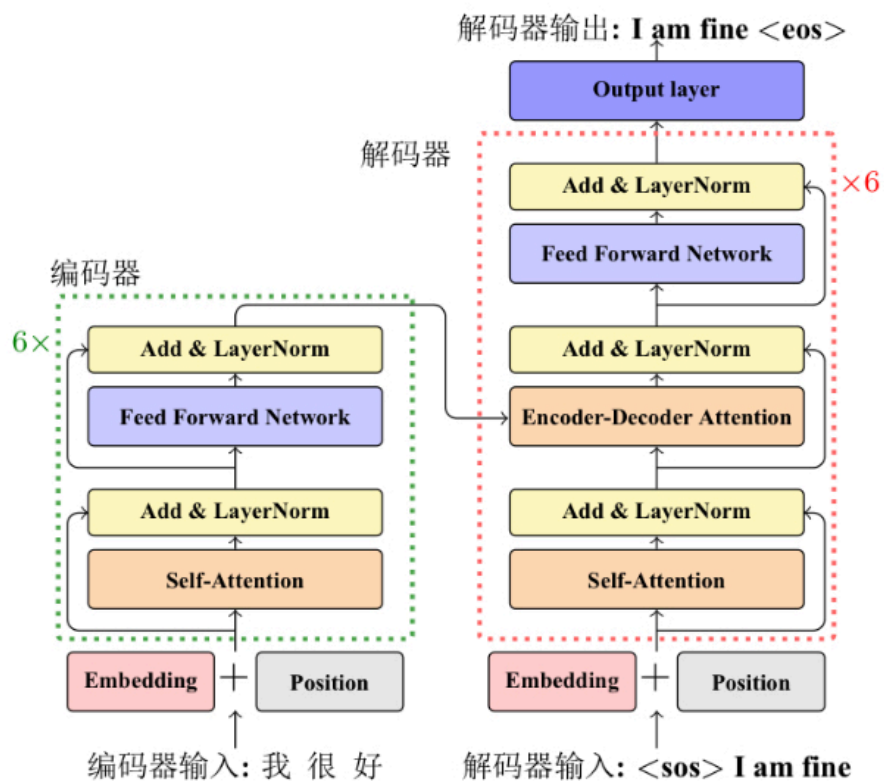 解码器输出: I am fine <eos>
Output layer
解码器
Add & LayerNorm
×6
Feed Forward Network
编码器
6×
Add & LayerNorm
Add & LayerNorm
Feed Forward Network
Encoder-Decoder Attention
Add & LayerNorm
Add & LayerNorm
Self-Attention
Self-Attention
Embedding + Position
Embedding + Position
编码器输入: 我 很 好
解码器输入: <sos> I am fine